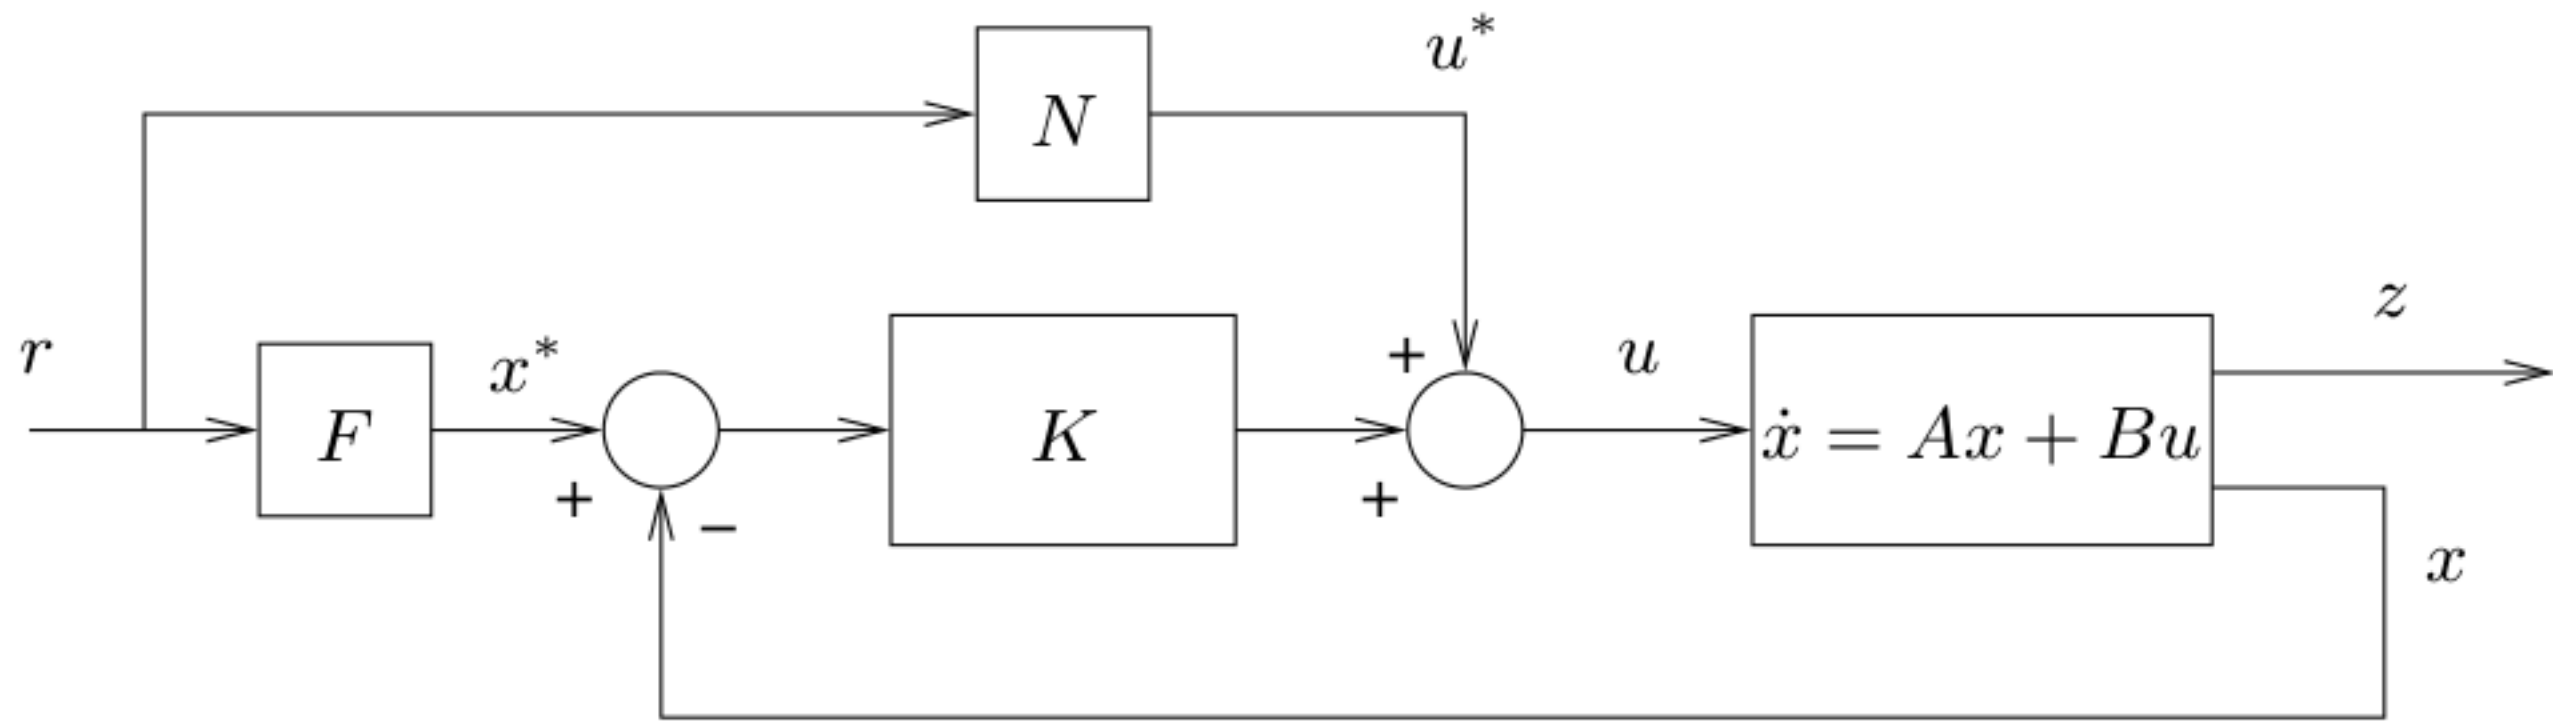 u*
N
r
x*
+
−
F
K
+
+
u
ẋ = Ax + Bu
z
x